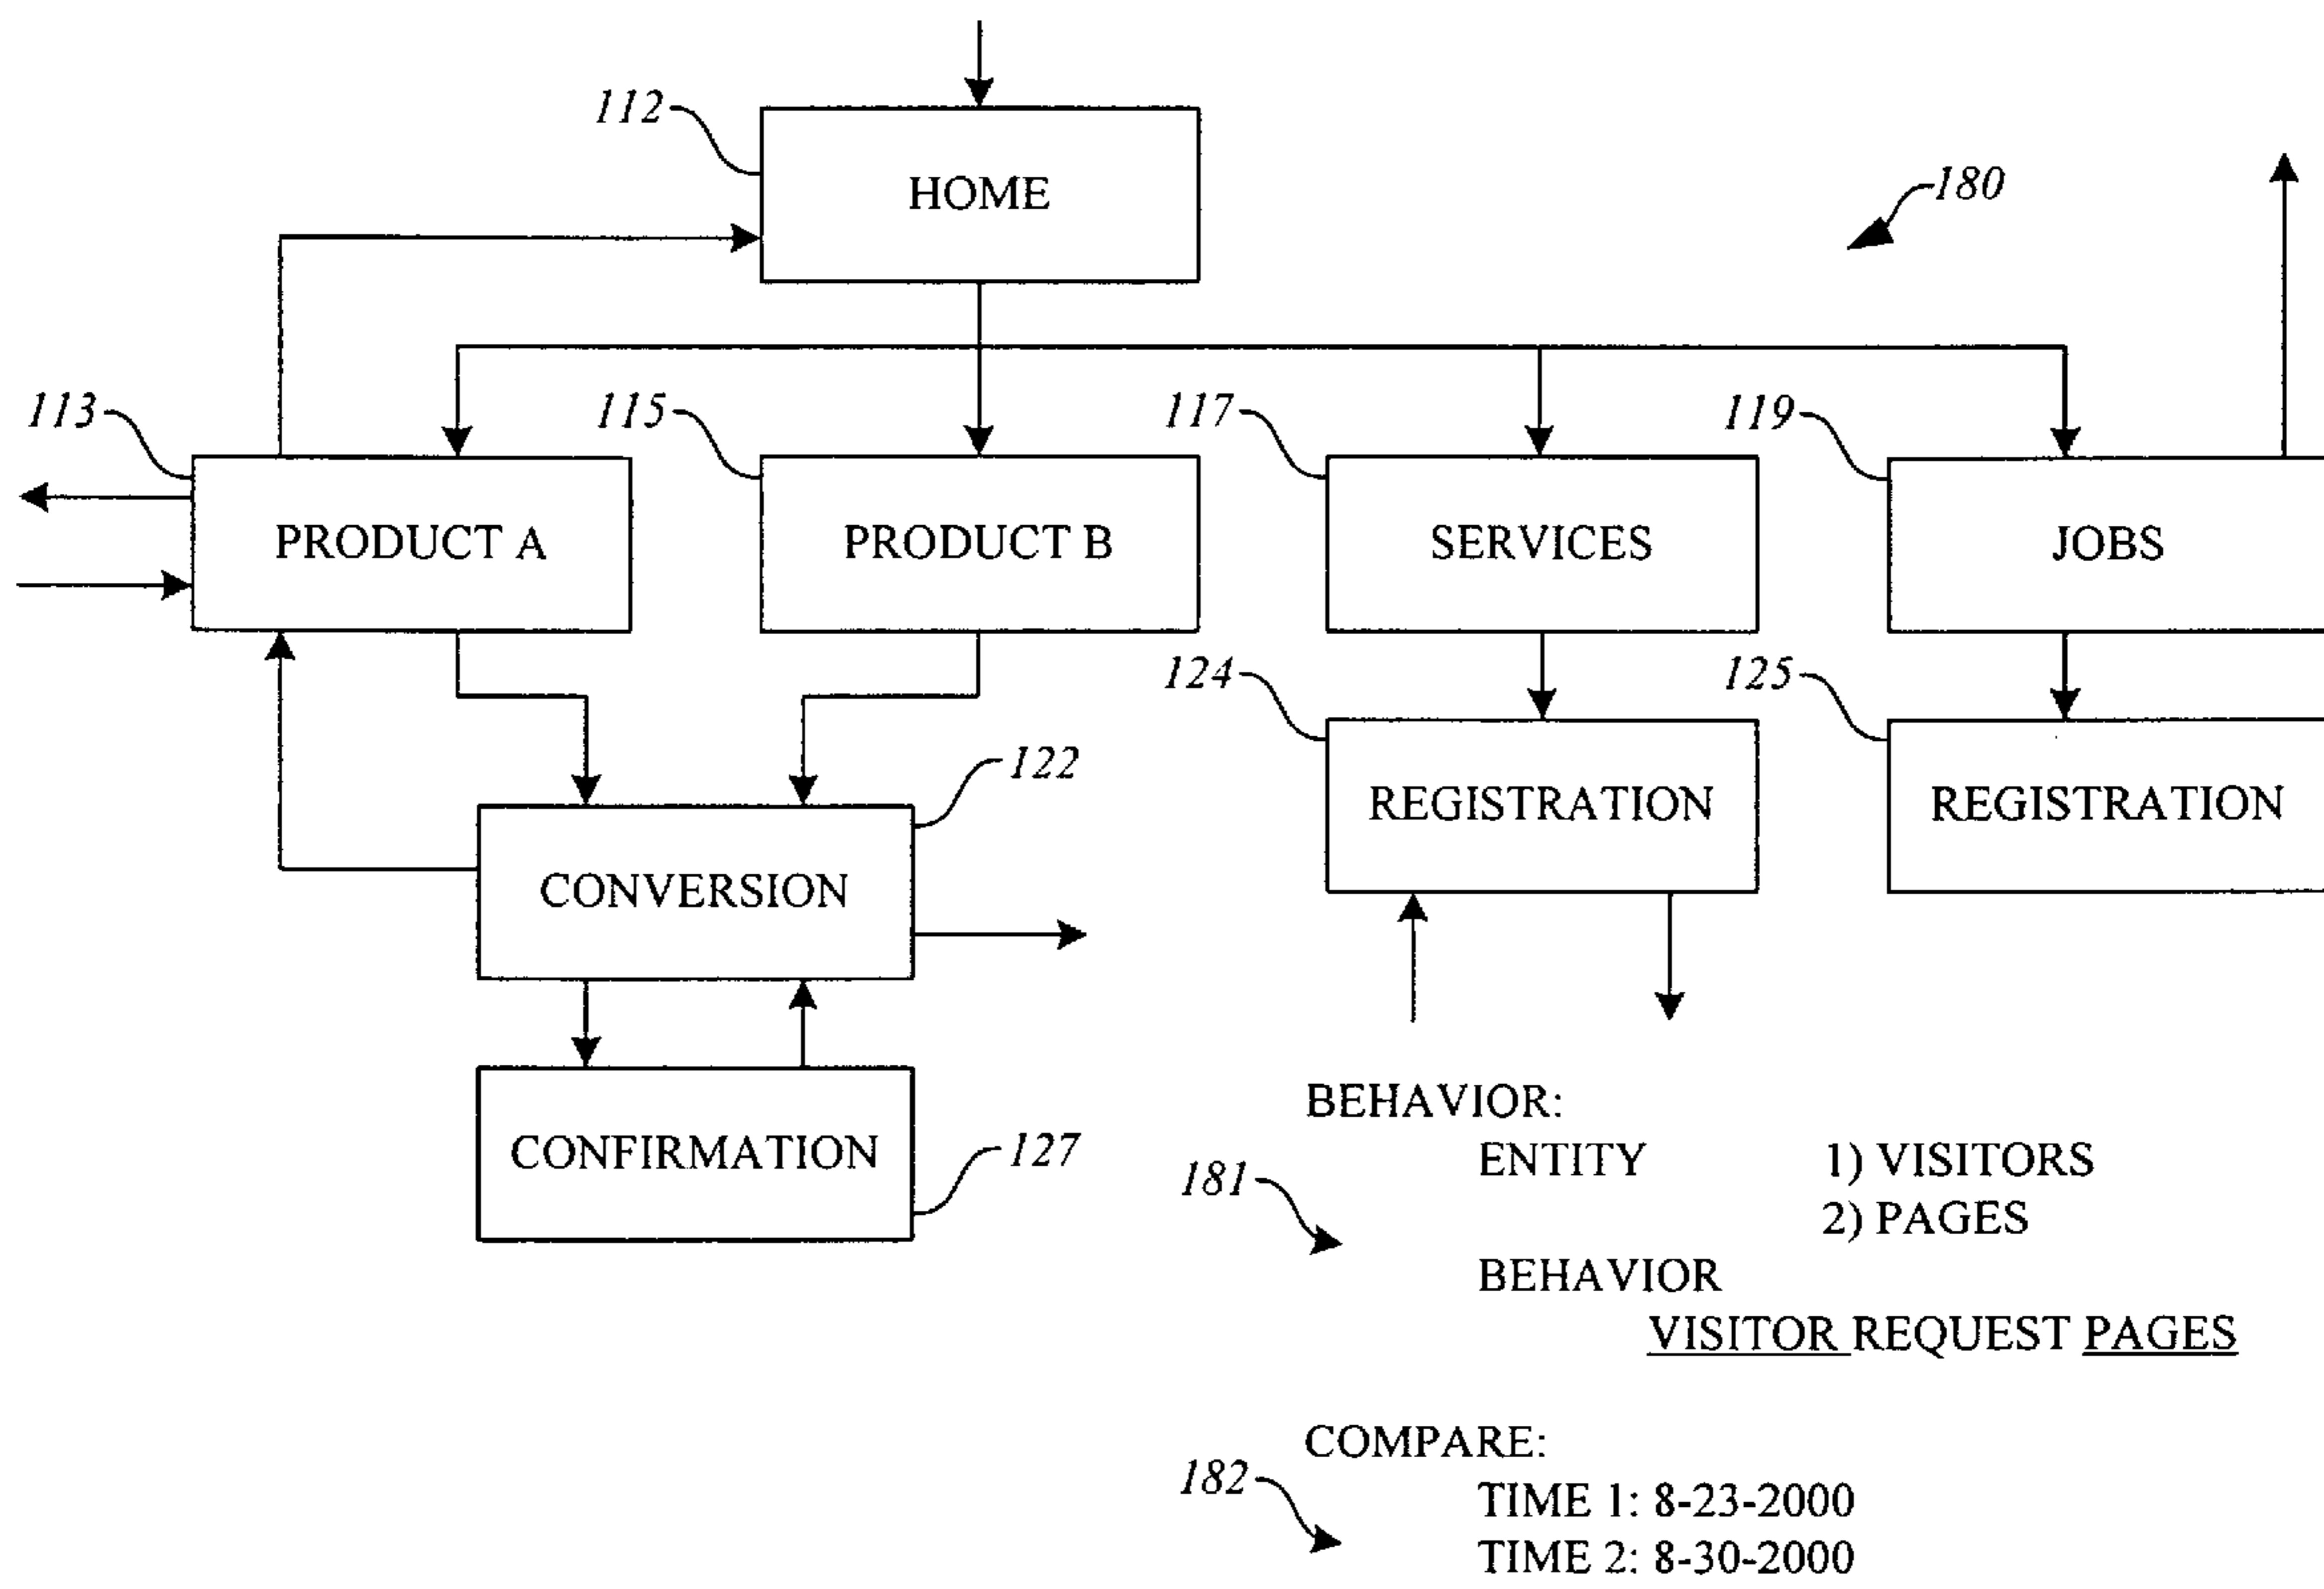 112
HOME
180
113
115
117
119
PRODUCT A
PRODUCT B
SERVICES
JOBS
124
125
122
REGISTRATION
REGISTRATION
CONVERSION
CONFIRMATION
127
BEHAVIOR:
181
ENTITY 1) VISITORS
2) PAGES
BEHAVIOR
VISITOR REQUEST PAGES
COMPARE:
182
TIME 1: 8-23-2000
TIME 2: 8-30-2000